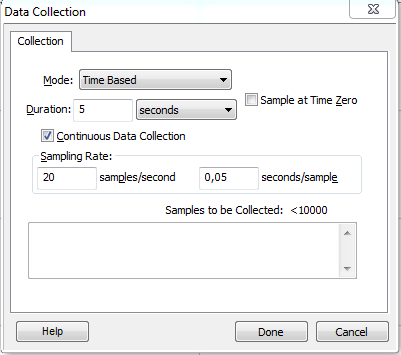 Data Collection
Collection
Mode: Time Based
Duration: 5 seconds Sample at Time Zero
Continuous Data Collection
Sampling Rate:
20 samples/second 0,05 seconds/sample
Samples to be Collected: <10000
Help Done Cancel